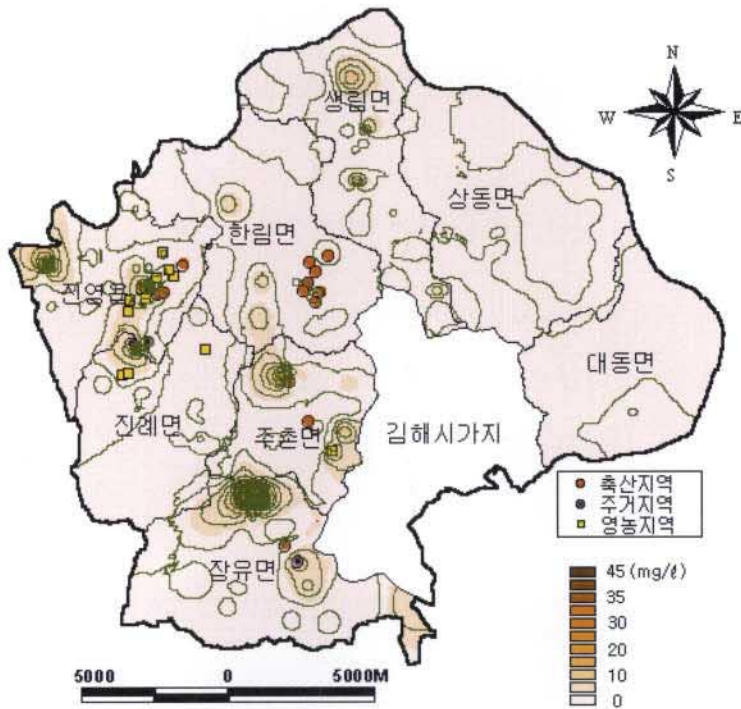 N
W E
S
생림면
상동면
한림면
진영읍
대동면
진례면
주촌면
김해시가지
장유면
축산지역
주거지역
영농지역
45 (mg/ℓ)
35
30
20
10
0
5000 0 5000M